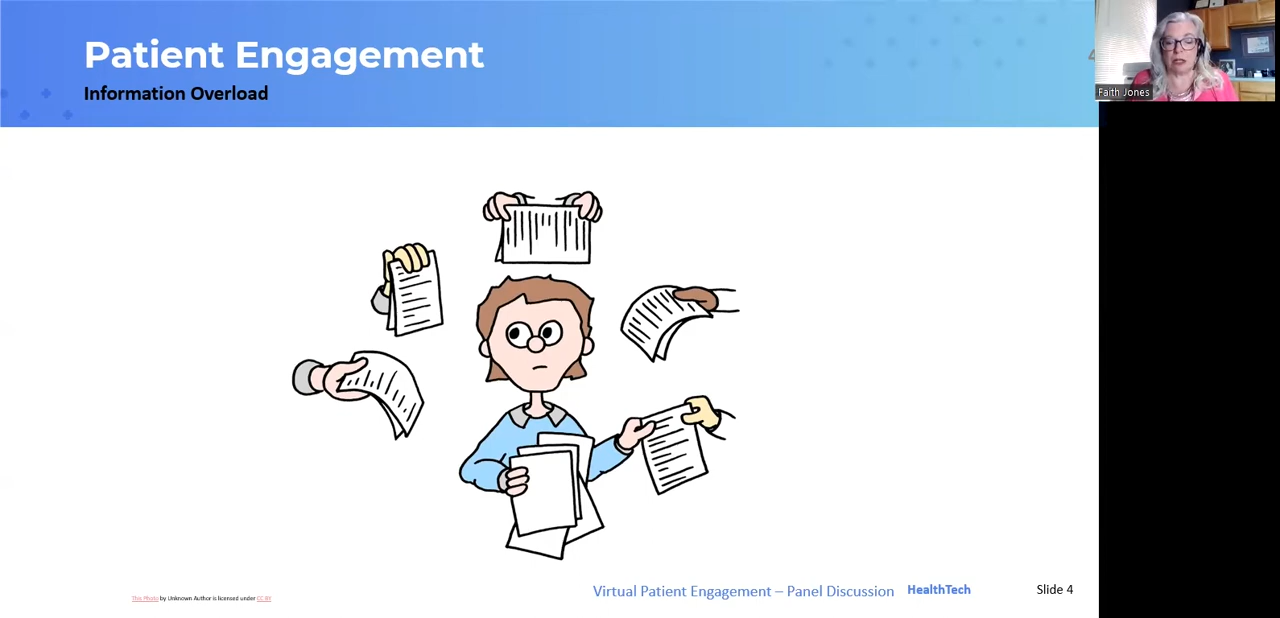 Patient Engagement
Information Overload
Faith Jones
This Photo by Unknown Author is licensed under CC BY
Virtual Patient Engagement – Panel Discussion HealthTech Slide 4